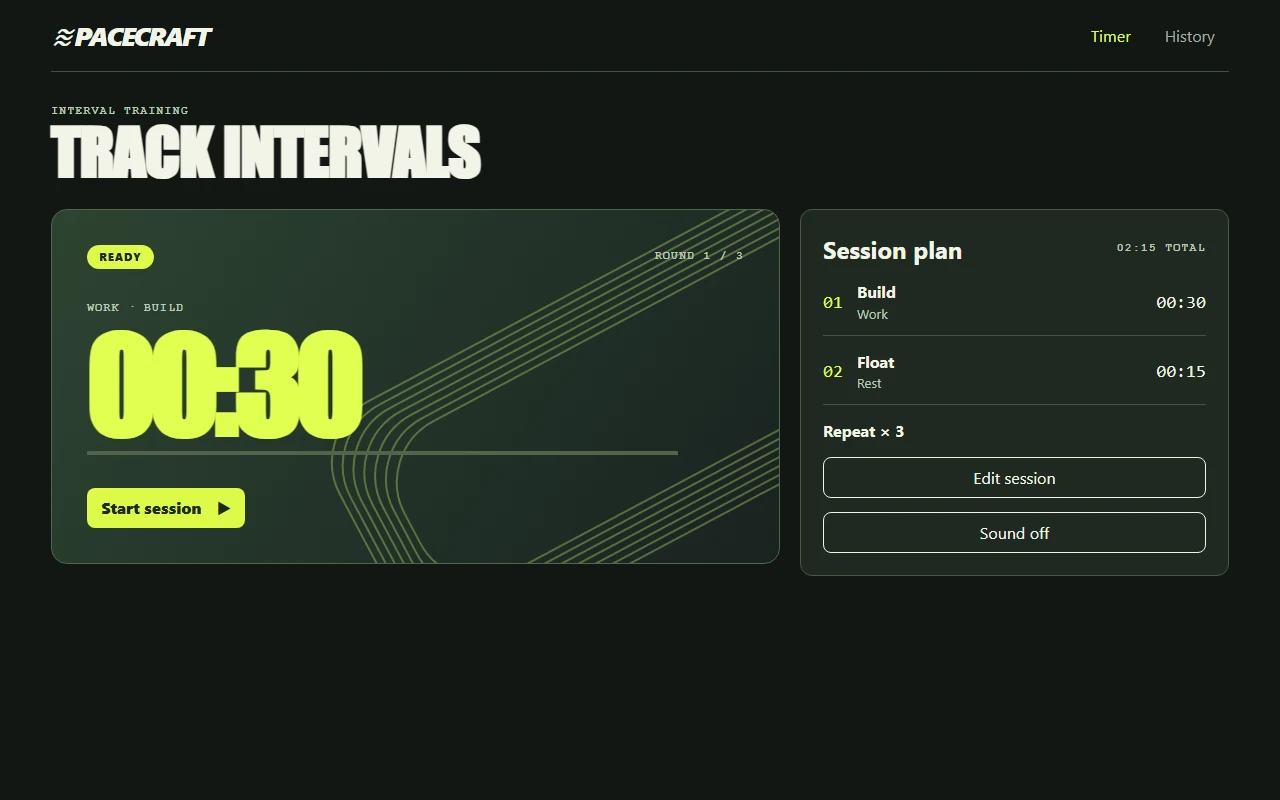 PACECRAFT
Timer
History
INTERVAL TRAINING
TRACK INTERVALS
READY
ROUND 1 / 3
WORK · BUILD
00:30
Start session
Session plan
02:15 TOTAL
01 Build 00:30
Work
02 Float 00:15
Rest
Repeat × 3
Edit session
Sound off